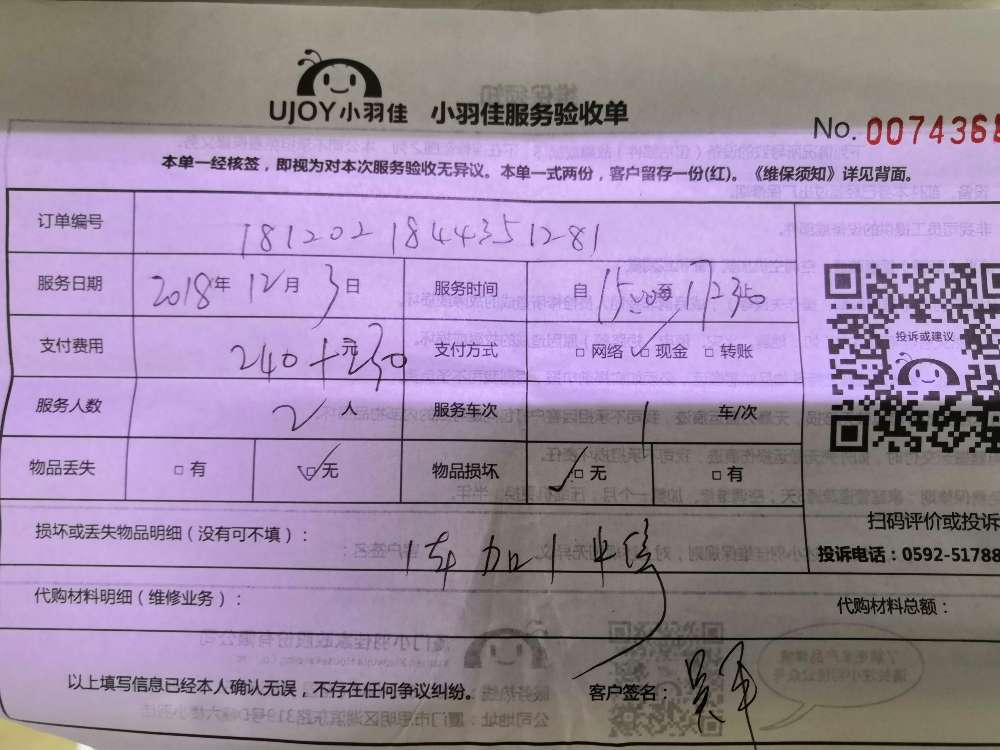 UJOY小羽佳 小羽佳服务验收单
No. 0074368
本单一经核签，即视为对本次服务验收无异议。本单一式两份，客户留存一份(红)。《维保须知》详见背面。
订单编号 181202184435 1281
服务日期 2018年12月3日 服务时间 自1500至1723
支付费用 240+元30 支付方式 □网络 ☑现金 □转账
服务人数 2人 服务车次 1 车/次
物品丢失 □有 ☑无 物品损坏 ☑无 □有
投诉或建议
扫码评价或投诉
投诉电话：0592-51788
损坏或丢失物品明细（没有可不填）：
1车加1
代购材料明细（维修业务）：
代购材料总额：
以上填写信息已经本人确认无误，不存在任何争议纠纷。 客户签名：